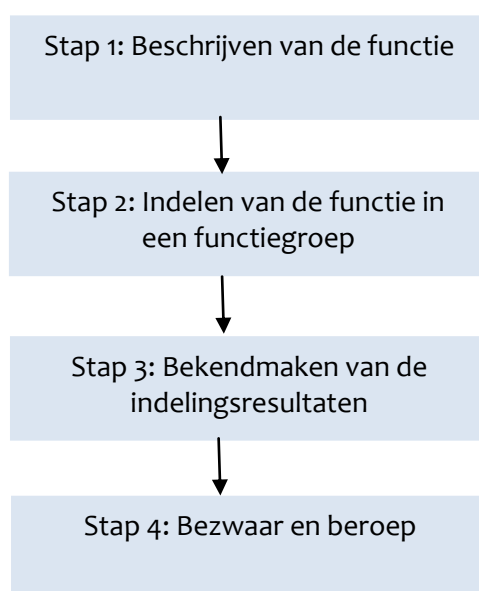 Stap 1: Beschrijven van de functie
Stap 2: Indelen van de functie in
een functiegroep
Stap 3: Bekendmaken van de
indelingsresultaten
Stap 4: Bezwaar en beroep